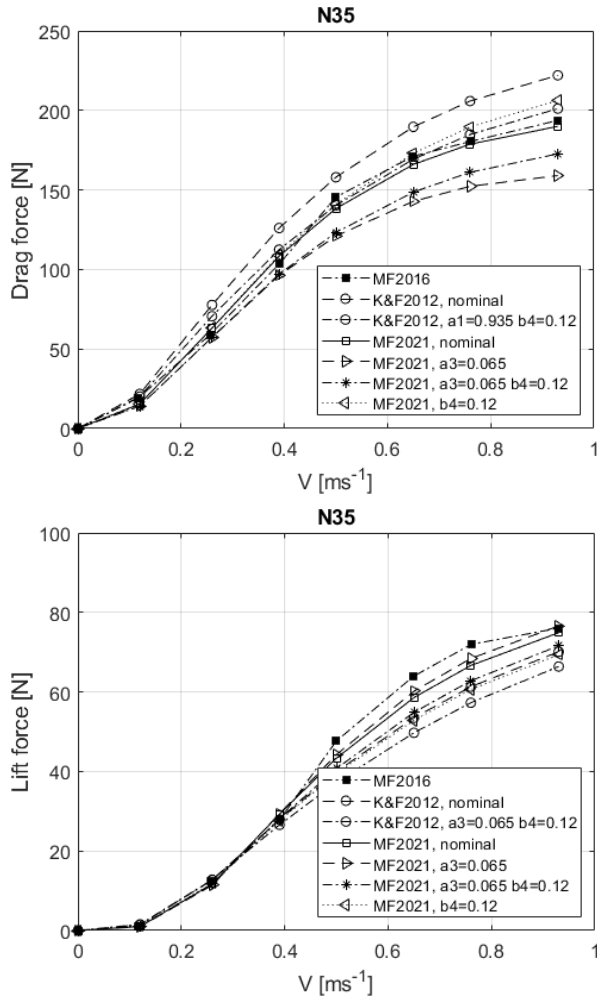 N35
250
200
150
100
50
0
Drag force [N]
MF2016
K&F2012, nominal
K&F2012, a1=0.935 b4=0.12
MF2021, nominal
MF2021, a3=0.065
MF2021, a3=0.065 b4=0.12
MF2021, b4=0.12
0 0.2 0.4 0.6 0.8 1
V [ms⁻¹]
N35
100
80
60
40
20
0
Lift force [N]
MF2016
K&F2012, nominal
K&F2012, a3=0.065 b4=0.12
MF2021, nominal
MF2021, a3=0.065
MF2021, a3=0.065 b4=0.12
MF2021, b4=0.12
0 0.2 0.4 0.6 0.8 1
V [ms⁻¹]